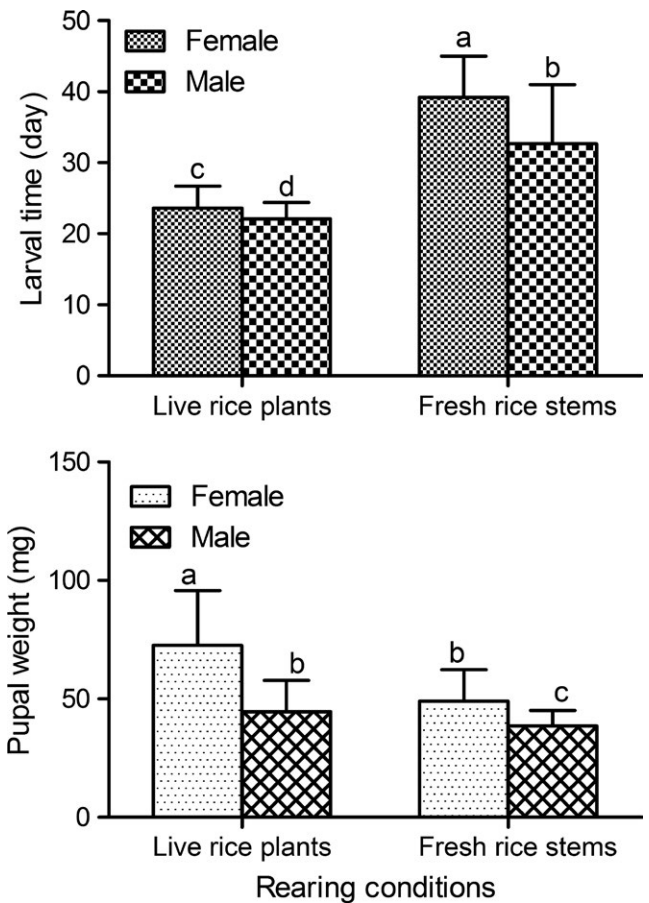 50
40
30
20
10
0
Larval time (day)
Female
Male
c
d
a
b
Live rice plants
Fresh rice stems
150
100
50
0
Pupal weight (mg)
Female
Male
a
b
b
c
Live rice plants
Fresh rice stems
Rearing conditions